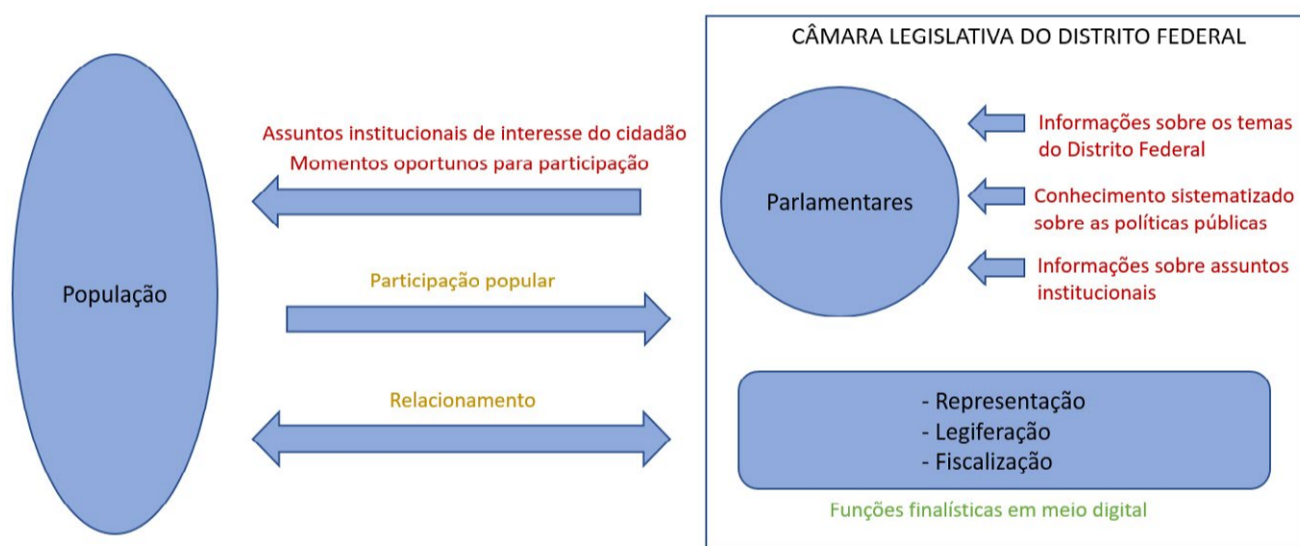 CÂMARA LEGISLATIVA DO DISTRITO FEDERAL
Assuntos institucionais de interesse do cidadão
Momentos oportunos para participação
População
Participação popular
Relacionamento
Parlamentares
Informações sobre os temas
do Distrito Federal
Conhecimento sistematizado
sobre as políticas públicas
Informações sobre assuntos
institucionais
- Representação
- Legiferação
- Fiscalização
Funções finalísticas em meio digital